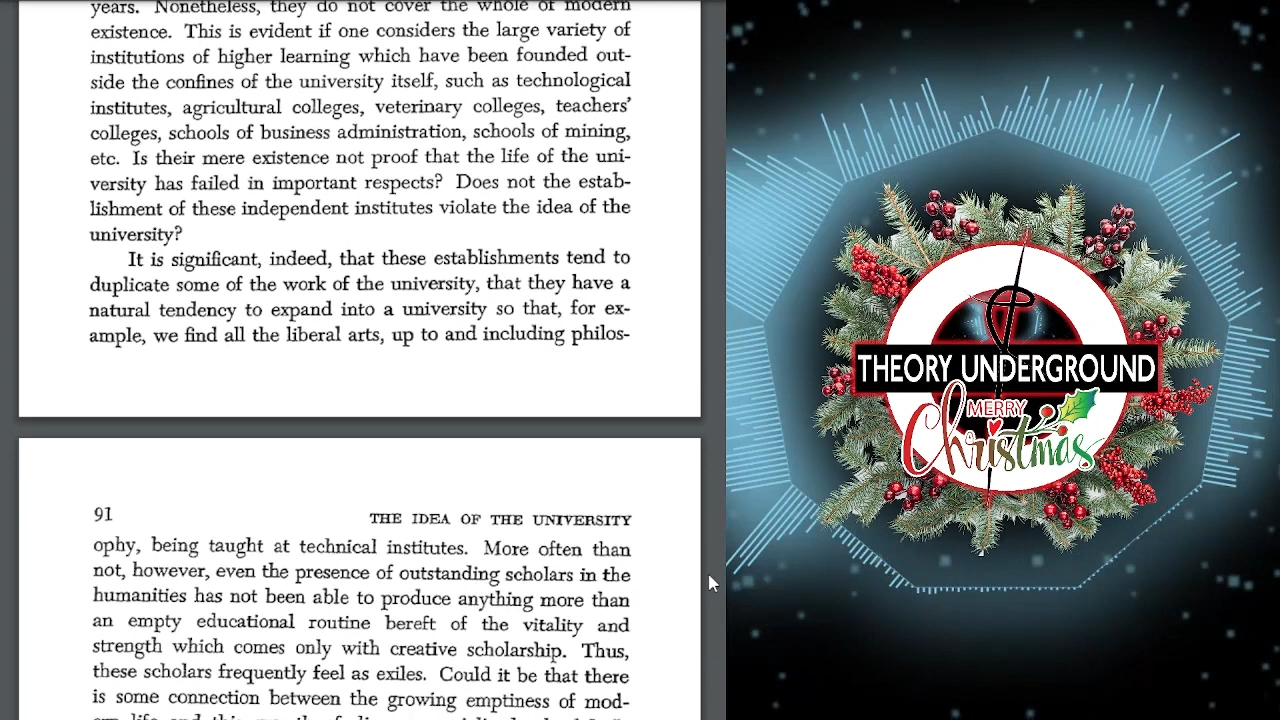 years. Nonetheless, they do not cover the whole of modern
existence. This is evident if one considers the large variety of
institutions of higher learning which have been founded out-
side the confines of the university itself, such as technological
institutes, agricultural colleges, veterinary colleges, teachers'
colleges, schools of business administration, schools of mining,
etc. Is their mere existence not proof that the life of the uni-
versity has failed in important respects? Does not the estab-
lishment of these independent institutes violate the idea of the
university?
It is significant, indeed, that these establishments tend to
duplicate some of the work of the university, that they have a
natural tendency to expand into a university so that, for ex-
ample, we find all the liberal arts, up to and including philos-
91 THE IDEA OF THE UNIVERSITY
ophy, being taught at technical institutes. More often than
not, however, even the presence of outstanding scholars in the
humanities has not been able to produce anything more than
an empty educational routine bereft of the vitality and
strength which comes only with creative scholarship. Thus,
these scholars frequently feel as exiles. Could it be that there
is some connection between the growing emptiness of mod-
THEORY UNDERGROUND
MERRY
Christmas